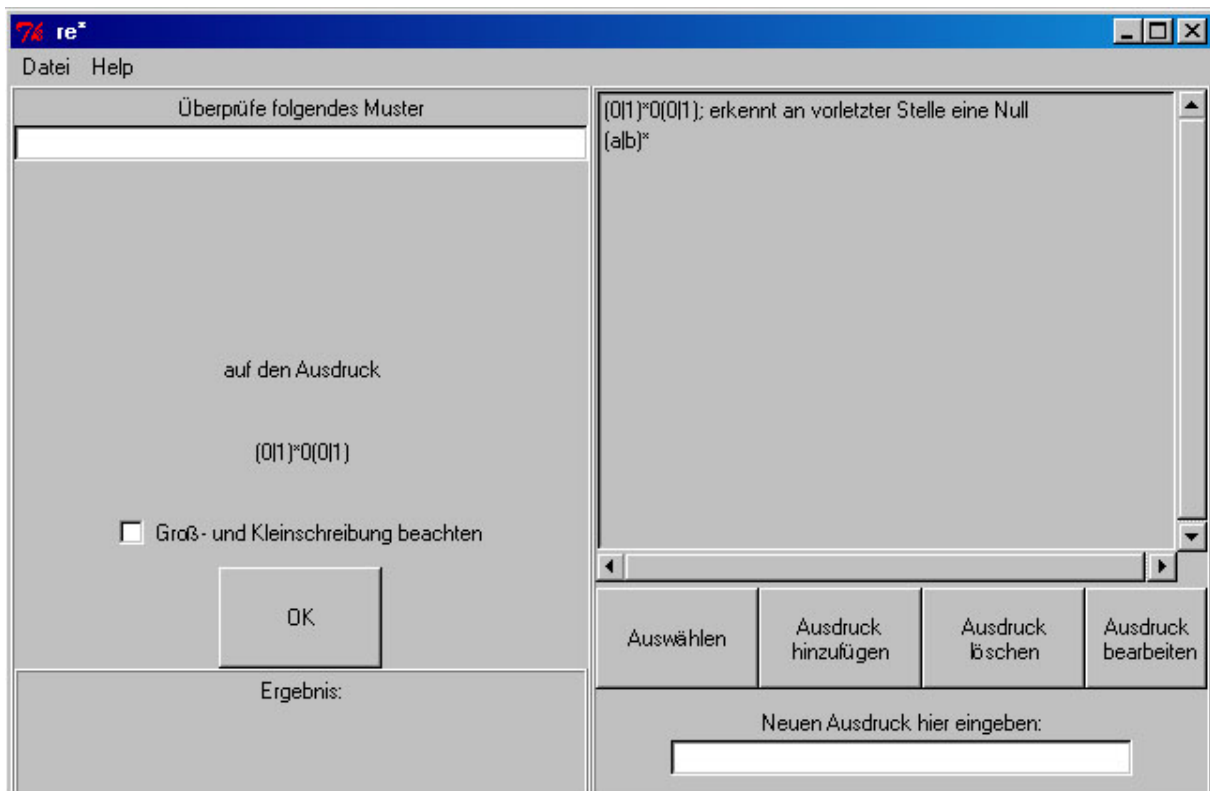 re*
Datei Help
Überprüfe folgendes Muster
auf den Ausdruck
(0|1)*0(0|1)
Groß- und Kleinschreibung beachten
OK
Ergebnis:
(0|1)*0(0|1); erkennt an vorletzter Stelle eine Null
(a|b)*
Auswählen
Ausdruck
hinzufügen
Ausdruck
löschen
Ausdruck
bearbeiten
Neuen Ausdruck hier eingeben: